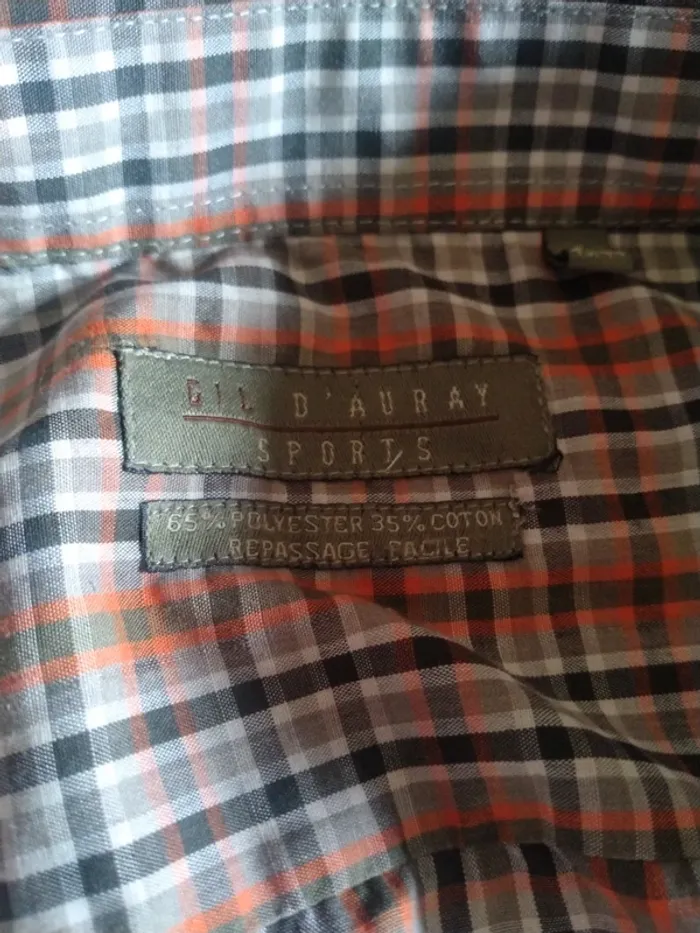 GIL D'AURAY
SPORTS
65% POLYESTER 35% COTON
REPASSAGE FACILE